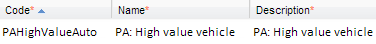 Code* Name* Description*
PAHighValueAuto PA: High value vehicle PA: High value vehicle